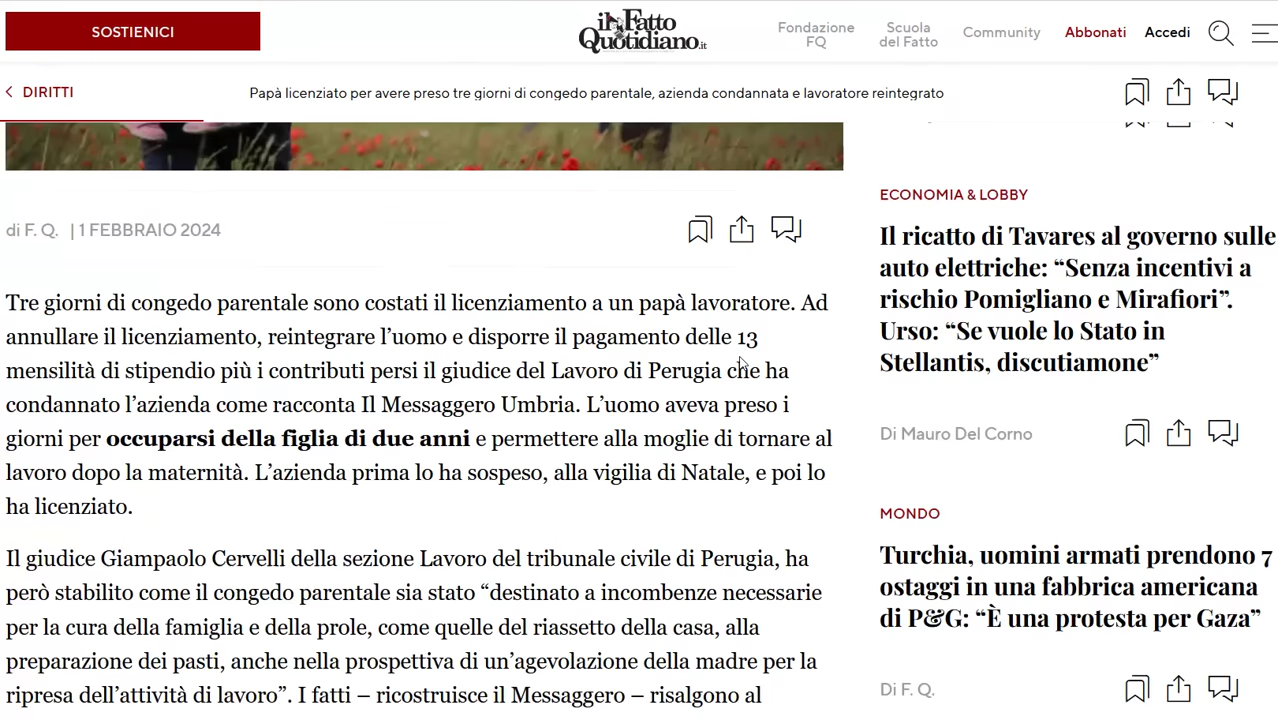 SOSTIENICI
il Fatto
Quotidiano.it
Fondazione
FQ
Scuola
del Fatto
Community
Abbonati
Accedi
DIRITTI
Papà licenziato per avere preso tre giorni di congedo parentale, azienda condannata e lavoratore reintegrato
di F. Q. | 1 FEBBRAIO 2024
Tre giorni di congedo parentale sono costati il licenziamento a un papà lavoratore. Ad
annullare il licenziamento, reintegrare l’uomo e disporre il pagamento delle 13
mensilità di stipendio più i contributi persi il giudice del Lavoro di Perugia che ha
condannato l’azienda come racconta Il Messaggero Umbria. L’uomo aveva preso i
giorni per occuparsi della figlia di due anni e permettere alla moglie di tornare al
lavoro dopo la maternità. L’azienda prima lo ha sospeso, alla vigilia di Natale, e poi lo
ha licenziato.
Il giudice Giampaolo Cervelli della sezione Lavoro del tribunale civile di Perugia, ha
però stabilito come il congedo parentale sia stato “destinato a incombenze necessarie
per la cura della famiglia e della prole, come quelle del riassetto della casa, alla
preparazione dei pasti, anche nella prospettiva di un’agevolazione della madre per la
ripresa dell’attività di lavoro”. I fatti – ricostruisce il Messaggero – risalgono al
ECONOMIA & LOBBY
Il ricatto di Tavares al governo sulle
auto elettriche: “Senza incentivi a
rischio Pomigliano e Mirafiori”.
Urso: “Se vuole lo Stato in
Stellantis, discutiamone”
Di Mauro Del Corno
MONDO
Turchia, uomini armati prendono 7
ostaggi in una fabbrica americana
di P&G: “È una protesta per Gaza”
Di F. Q.